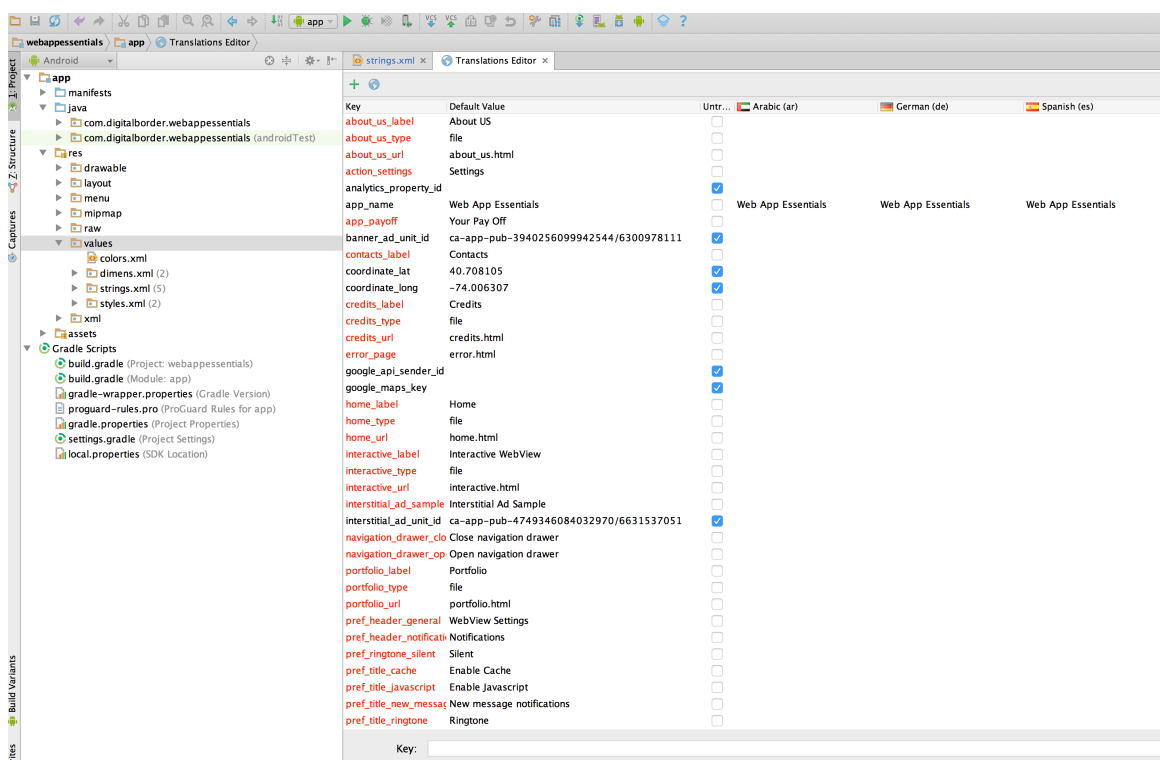 app
VCS VCS
webappessentials app Translations Editor
1: Project
Z: Structure
Captures
Build Variants
Android
app
manifests
java
com.digitalborder.webappessentials
com.digitalborder.webappessentials (androidTest)
res
drawable
layout
menu
mipmap
raw
values
colors.xml
dimens.xml (2)
strings.xml (5)
styles.xml (2)
xml
assets
Gradle Scripts
build.gradle (Project: webappessentials)
build.gradle (Module: app)
gradle-wrapper.properties (Gradle Version)
proguard-rules.pro (ProGuard Rules for app)
gradle.properties (Project Properties)
settings.gradle (Project Settings)
local.properties (SDK Location)
strings.xml × Translations Editor ×
Key Default Value Untr... Arabic (ar) German (de) Spanish (es)
about_us_label About US
about_us_type file
about_us_url about_us.html
action_settings Settings
analytics_property_id
app_name Web App Essentials Web App Essentials Web App Essentials Web App Essentials
app_payoff Your Pay Off
banner_ad_unit_id ca-app-pub-3940256099942544/6300978111
contacts_label Contacts
coordinate_lat 40.708105
coordinate_long -74.006307
credits_label Credits
credits_type file
credits_url credits.html
error_page error.html
google_api_sender_id
google_maps_key
home_label Home
home_type file
home_url home.html
interactive_label Interactive WebView
interactive_type file
interactive_url interactive.html
interstitial_ad_sample Interstitial Ad Sample
interstitial_ad_unit_id ca-app-pub-4749346084032970/6631537051
navigation_drawer_clo Close navigation drawer
navigation_drawer_op Open navigation drawer
portfolio_label Portfolio
portfolio_type file
portfolio_url portfolio.html
pref_header_general WebView Settings
pref_header_notificati Notifications
pref_ringtone_silent Silent
pref_title_cache Enable Cache
pref_title_javascript Enable Javascript
pref_title_new_messag New message notifications
pref_title_ringtone Ringtone
Key: